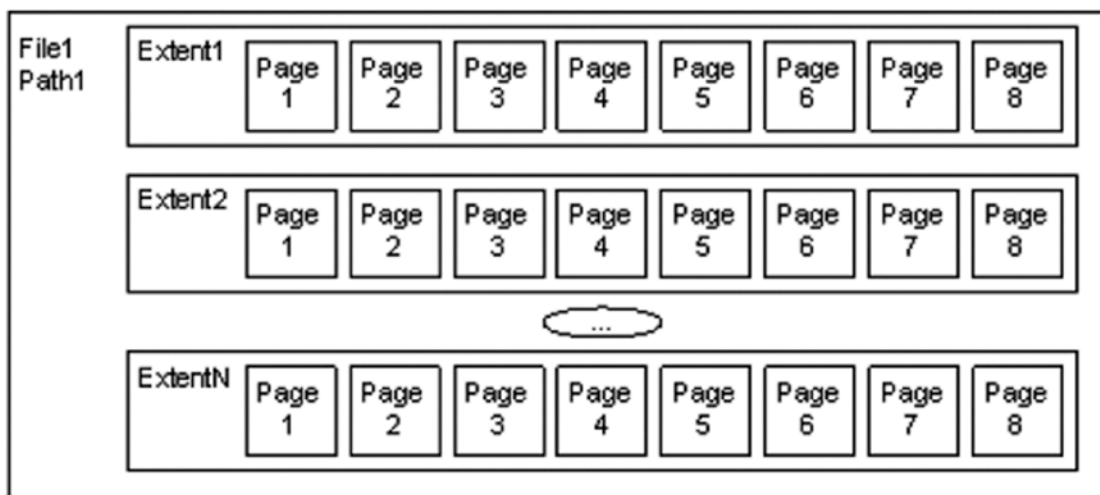 File1
Path1
Extent1
Page 1
Page 2
Page 3
Page 4
Page 5
Page 6
Page 7
Page 8
Extent2
Page 1
Page 2
Page 3
Page 4
Page 5
Page 6
Page 7
Page 8
...
ExtentN
Page 1
Page 2
Page 3
Page 4
Page 5
Page 6
Page 7
Page 8